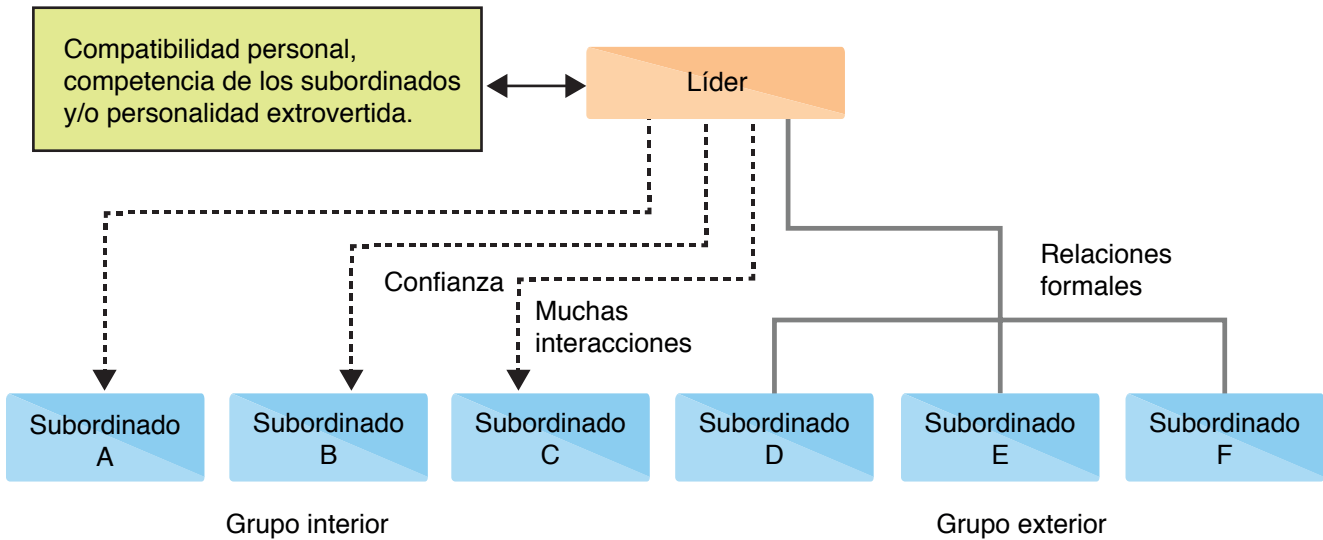 Compatibilidad personal,
competencia de los subordinados
y/o personalidad extrovertida.
Líder
Confianza
Muchas
interacciones
Relaciones
formales
Subordinado
A
Subordinado
B
Subordinado
C
Subordinado
D
Subordinado
E
Subordinado
F
Grupo interior
Grupo exterior